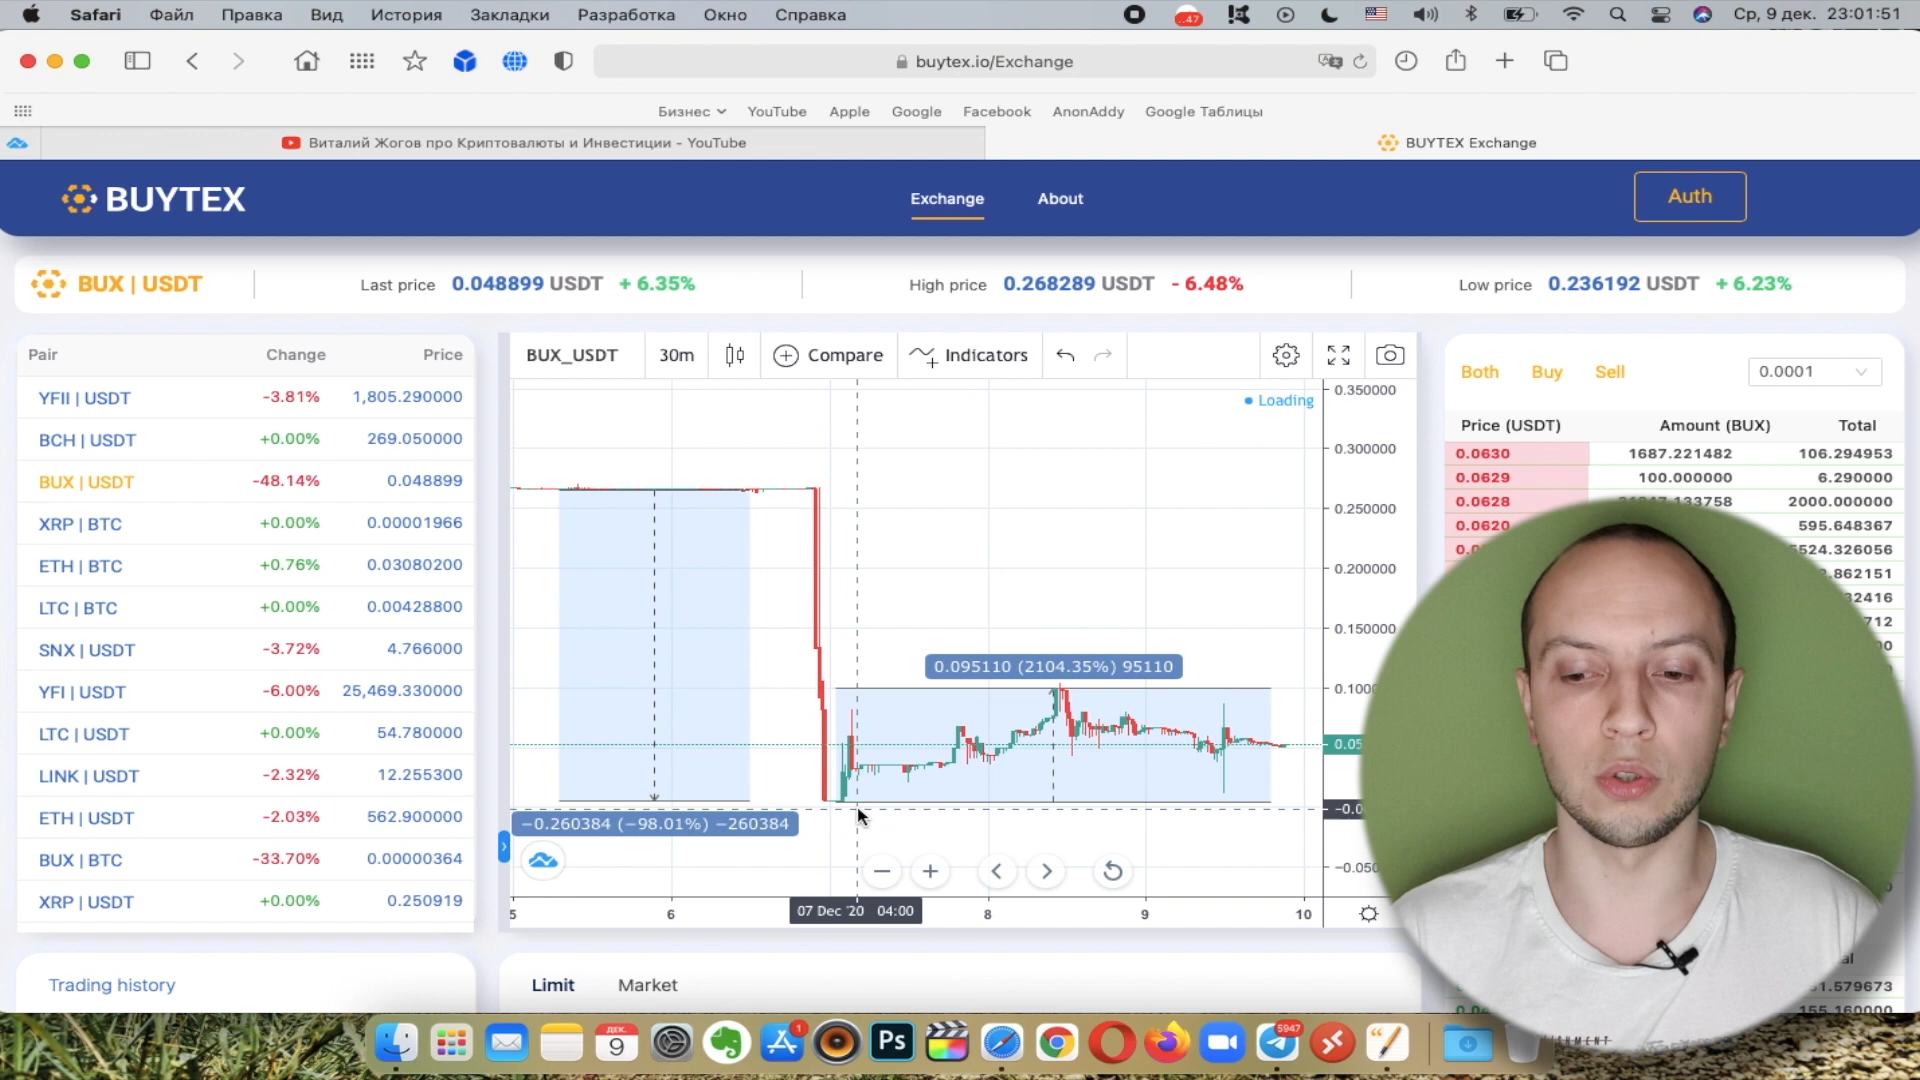 Safari Файл Правка Вид История Закладки Разработка Окно Справка Ср, 9 дек. 23:01:51
buytex.io/Exchange
Бизнес YouTube Apple Google Facebook AnonAddy Google Таблицы
Виталий Жогов про Криптовалюты и Инвестиции - YouTube BUYTEX Exchange
BUYTEX Exchange About Auth
BUX | USDT Last price 0.048899 USDT + 6.35% High price 0.268289 USDT - 6.48% Low price 0.236192 USDT + 6.23%
Pair Change Price
YFII | USDT -3.81% 1,805.290000
BCH | USDT +0.00% 269.050000
BUX | USDT -48.14% 0.048899
XRP | BTC +0.00% 0.00001966
ETH | BTC +0.76% 0.03080200
LTC | BTC +0.00% 0.00428800
SNX | USDT -3.72% 4.766000
YFI | USDT -6.00% 25,469.330000
LTC | USDT +0.00% 54.780000
LINK | USDT -2.32% 12.255300
ETH | USDT -2.03% 562.900000
BUX | BTC -33.70% 0.00000364
XRP | USDT +0.00% 0.250919
Trading history
BUX_USDT 30m Compare Indicators
Loading
0.350000
0.300000
0.250000
0.200000
0.150000
0.095110 (2104.35%) 95110
−0.260384 (−98.01%) −260384
5 6 07 Dec '20 04:00 8 9 10
Limit Market
Both Buy Sell 0.0001
Price (USDT) Amount (BUX) Total
0.0630 1687.221482 106.294953
0.0629 100.000000 6.290000
0.0628 2000.000000
0.0620 595.648367
ДЕК.
9
1
Ps
5947